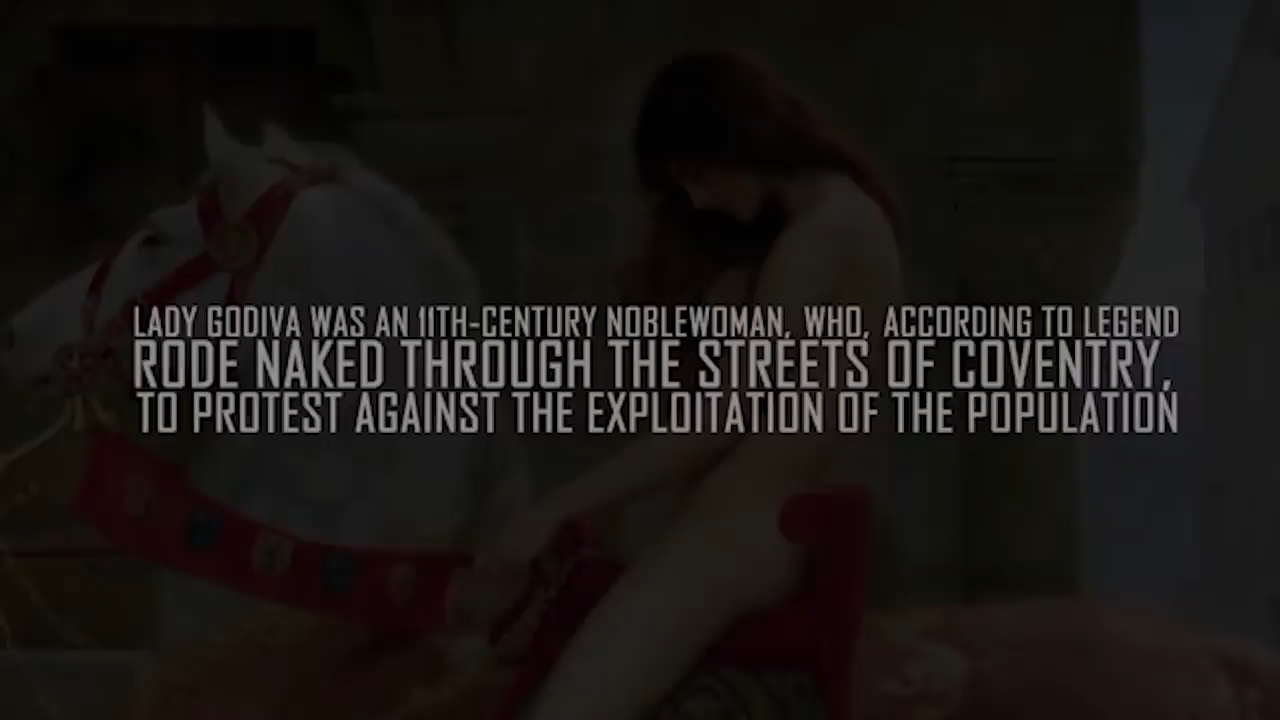 LADY GODIVA WAS AN 11TH-CENTURY NOBLEWOMAN, WHO, ACCORDING TO LEGEND
RODE NAKED THROUGH THE STREETS OF COVENTRY,
TO PROTEST AGAINST THE EXPLOITATION OF THE POPULATION